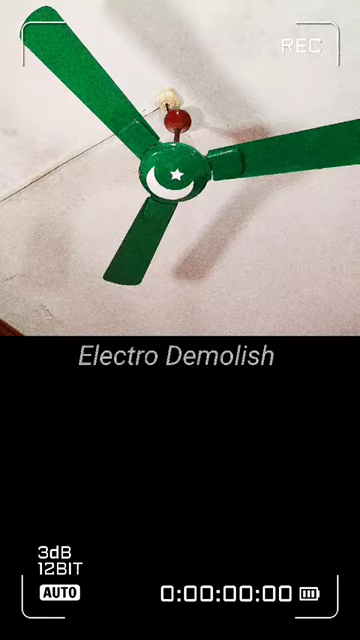 REC
Electro Demolish
3dB
12BIT
AUTO
0:00:00:00